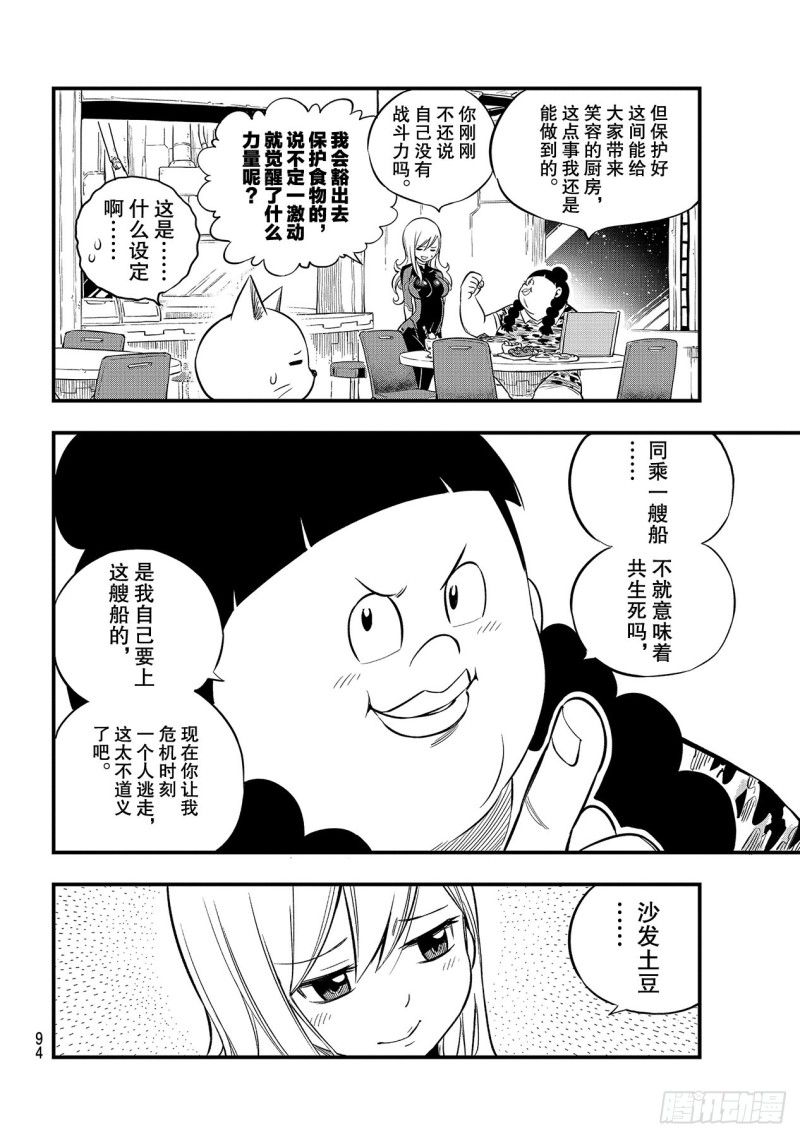 但保护好
这间能给
大家带来
笑容的厨房，
这点事我还是
能做到的。
你刚刚
不还说
自己没有
战斗力吗。
我会豁出去
保护食物的，
说不定一激动
就觉醒了什么
力量呢？
这是……
什么设定
啊……
同乘一艘船
……
不就意味着
共生死吗，
是我自己要上
这艘船的，
现在你让我
危机时刻
一个人逃走，
这太不道义
了吧。
沙发土豆
……
94
腾讯动漫